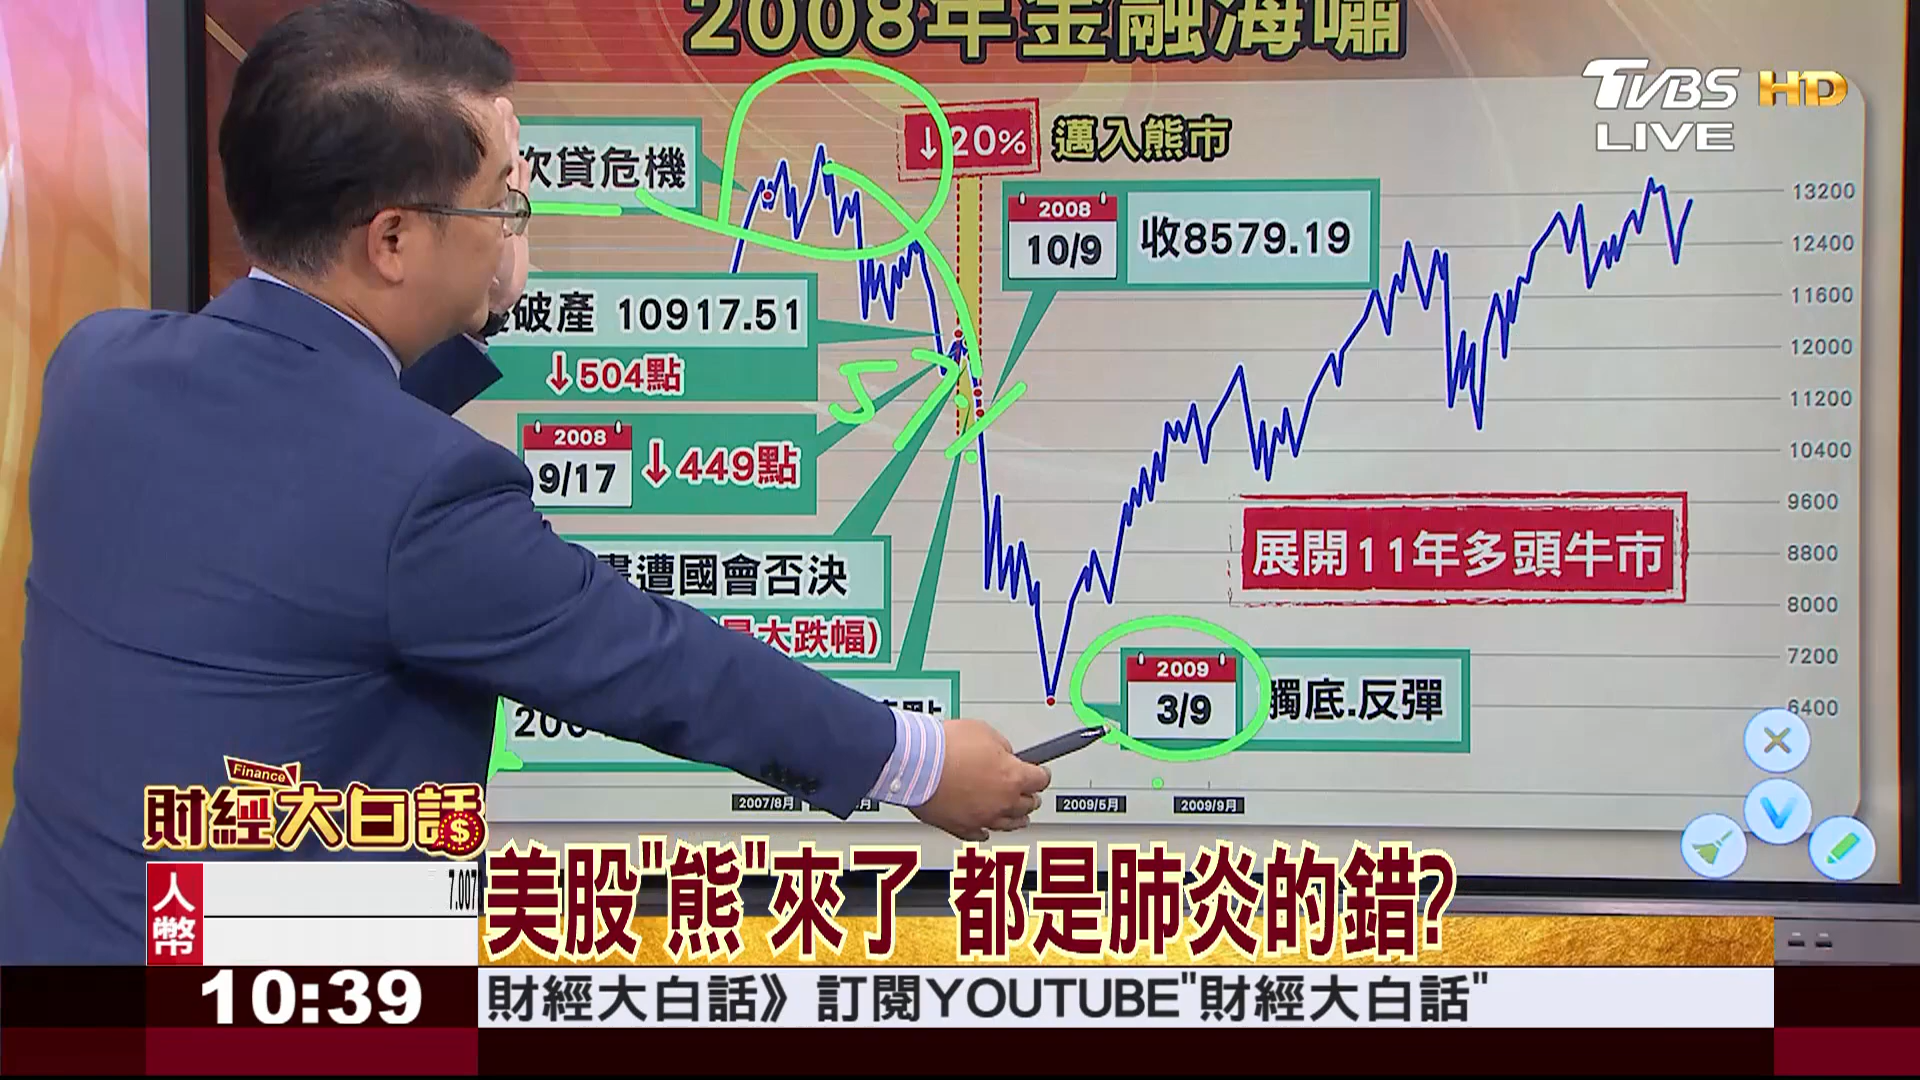 2008年金融海嘯
TVBS HD
LIVE
次貸危機
↓20%
邁入熊市
2008
10/9
收8579.19
破產 10917.51
↓504點
2008
9/17
↓449點
遭國會否決
最大跌幅)
展開11年多頭牛市
2009
3/9
觸底.反彈
13200
12400
11600
12000
11200
10400
9600
8800
8000
7200
6400
2007/8月
2009/5月
2009/9月
Finance
財經大白話
人幣
7.007
美股"熊"來了 都是肺炎的錯?
10:39
財經大白話》訂閱YOUTUBE"財經大白話"